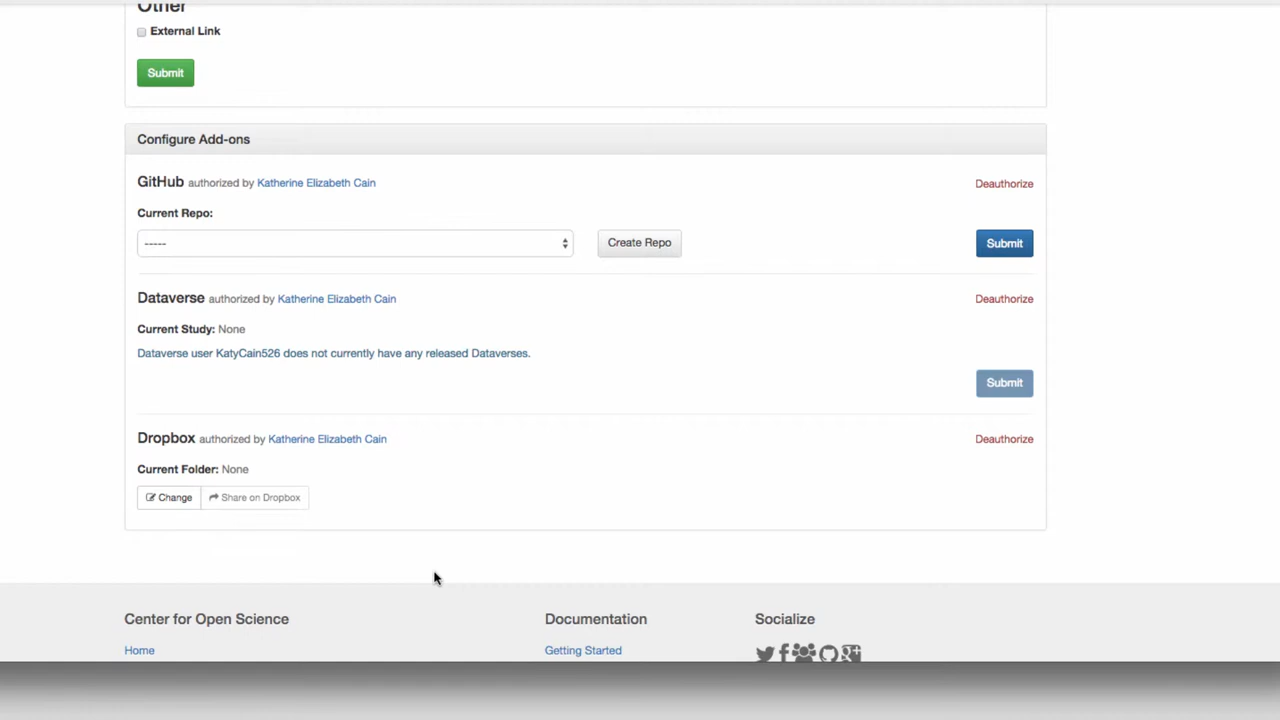 Other
External Link
Submit
Configure Add-ons
GitHub authorized by Katherine Elizabeth Cain
Deauthorize
Current Repo:
-----
Create Repo
Submit
Dataverse authorized by Katherine Elizabeth Cain
Deauthorize
Current Study: None
Dataverse user KatyCain526 does not currently have any released Dataverses.
Submit
Dropbox authorized by Katherine Elizabeth Cain
Deauthorize
Current Folder: None
Change
Share on Dropbox
Center for Open Science
Documentation
Socialize
Home
Getting Started